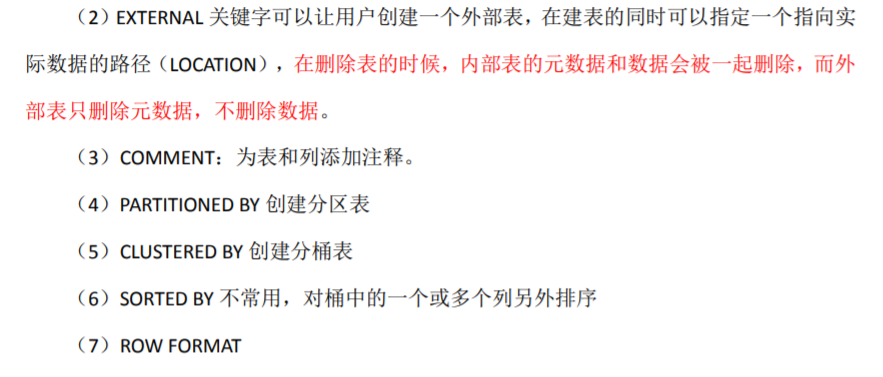 （2）EXTERNAL 关键字可以让用户创建一个外部表，在建表的同时可以指定一个指向实
际数据的路径（LOCATION），在删除表的时候，内部表的元数据和数据会被一起删除，而外
部表只删除元数据，不删除数据。
（3）COMMENT：为表和列添加注释。
（4）PARTITIONED BY 创建分区表
（5）CLUSTERED BY 创建分桶表
（6）SORTED BY 不常用，对桶中的一个或多个列另外排序
（7）ROW FORMAT